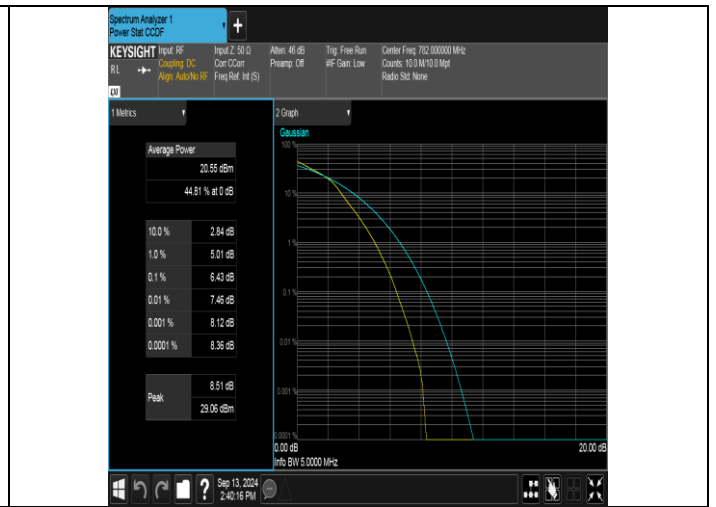 Spectrum Analyzer 1
Power Stat CCDF
+
KEYSIGHT
RL
LXI
Input: RF
Coupling: DC
Align: Auto/No RF
Input Z: 50 Ω
Corr CCorr
Freq Ref: Int (S)
Atten: 46 dB
Preamp: Off
Trig: Free Run
#IF Gain: Low
Center Freq: 782.000000 MHz
Counts: 10.0 M/10.0 Mpt
Radio Std: None
1 Metrics
Average Power
20.55 dBm
44.81 % at 0 dB
10.0 % 2.84 dB
1.0 % 5.01 dB
0.1 % 6.43 dB
0.01 % 7.46 dB
0.001 % 8.12 dB
0.0001 % 8.36 dB
Peak
8.51 dB
29.06 dBm
2 Graph
Gaussian
100 %
10 %
1 %
0.1 %
0.01 %
0.001 %
0.0001 %
0.00 dB
20.00 dB
Info BW 5.0000 MHz
?
Sep 13, 2024
2:40:16 PM